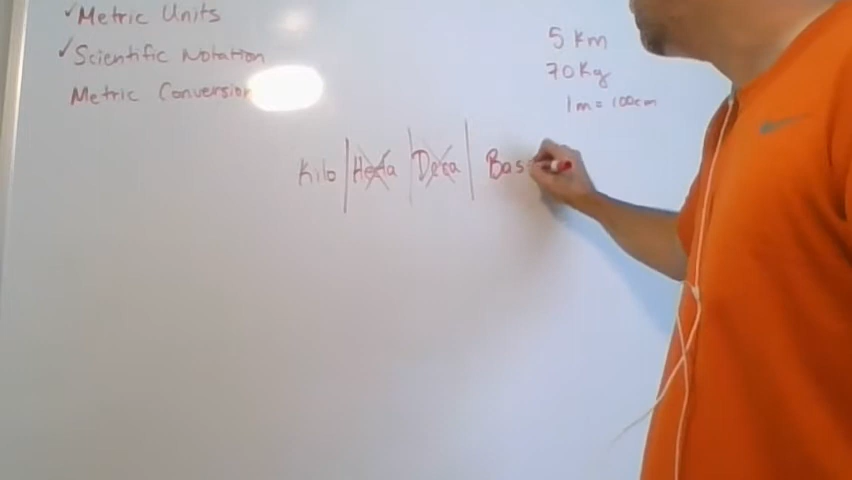 ✓Metric Units
✓Scientific Notation
Metric Conversion
5 Km
70 Kg
1m = 100cm
Kilo | Hecta | Deca | Bas